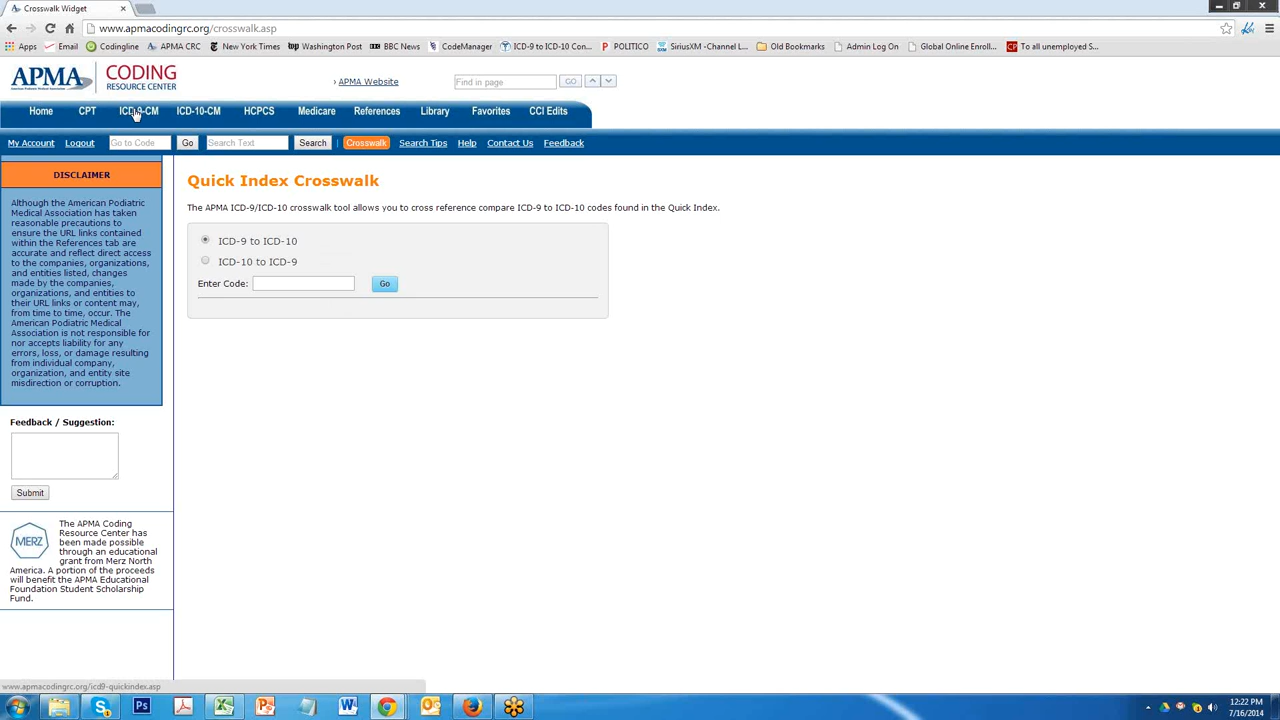 Crosswalk Widget
www.apmacodingrc.org/crosswalk.asp
Apps Email Codingline APMA CRC New York Times Washington Post BBC News CodeManager ICD-9 to ICD-10 Con... POLITICO SiriusXM -Channel L... Old Bookmarks Admin Log On Global Online Enroll... CP To all unemployed S...
APMA CODING
RESOURCE CENTER
› APMA Website Find in page GO
Home CPT ICD-9-CM ICD-10-CM HCPCS Medicare References Library Favorites CCI Edits
My Account Logout Go to Code Go Search Text Search | Crosswalk Search Tips Help Contact Us Feedback
DISCLAIMER
Although the American Podiatric
Medical Association has taken
reasonable precautions to
ensure the URL links contained
within the References tab are
accurate and reflect direct access
to the companies, organizations,
and entities listed, changes
made by the companies,
organizations, and entities to
their URL links or content may,
from time to time, occur. The
American Podiatric Medical
Association is not responsible for
nor accepts liability for any
errors, loss, or damage resulting
from individual company,
organization, and entity site
misdirection or corruption.
Quick Index Crosswalk
The APMA ICD-9/ICD-10 crosswalk tool allows you to cross reference compare ICD-9 to ICD-10 codes found in the Quick Index.
ICD-9 to ICD-10
ICD-10 to ICD-9
Enter Code: Go
Feedback / Suggestion:
Submit
MERZ
The APMA Coding
Resource Center has
been made possible
through an educational
grant from Merz North
America. A portion of the proceeds
will benefit the APMA Educational
Foundation Student Scholarship
Fund.
www.apmacodingrc.org/icd9-quickindex.asp
12:22 PM
7/16/2014